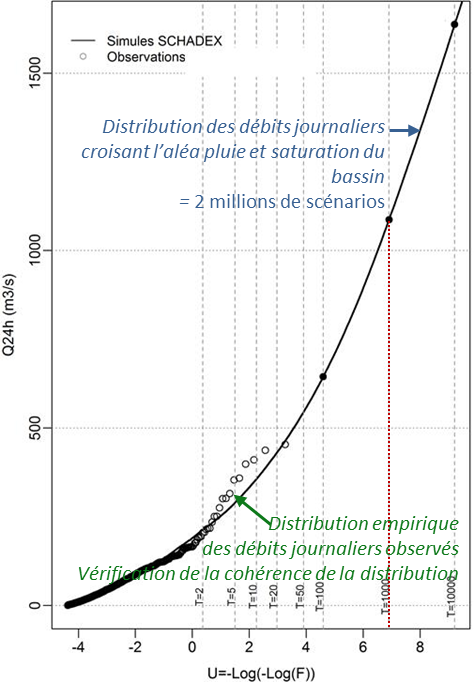 Simules SCHADEX
Observations
Distribution des débits journaliers
croisant l'aléa pluie et saturation du
bassin
= 2 millions de scénarios
Distribution empirique
des débits journaliers observés
Vérification de la cohérence de la distribution
Q24h (m3/s)
0
500
1000
1500
T=2
T=5
T=10
T=20
T=50
T=100
T=1000
T=10000
-4
-2
0
2
4
6
8
U=-Log(-Log(F))